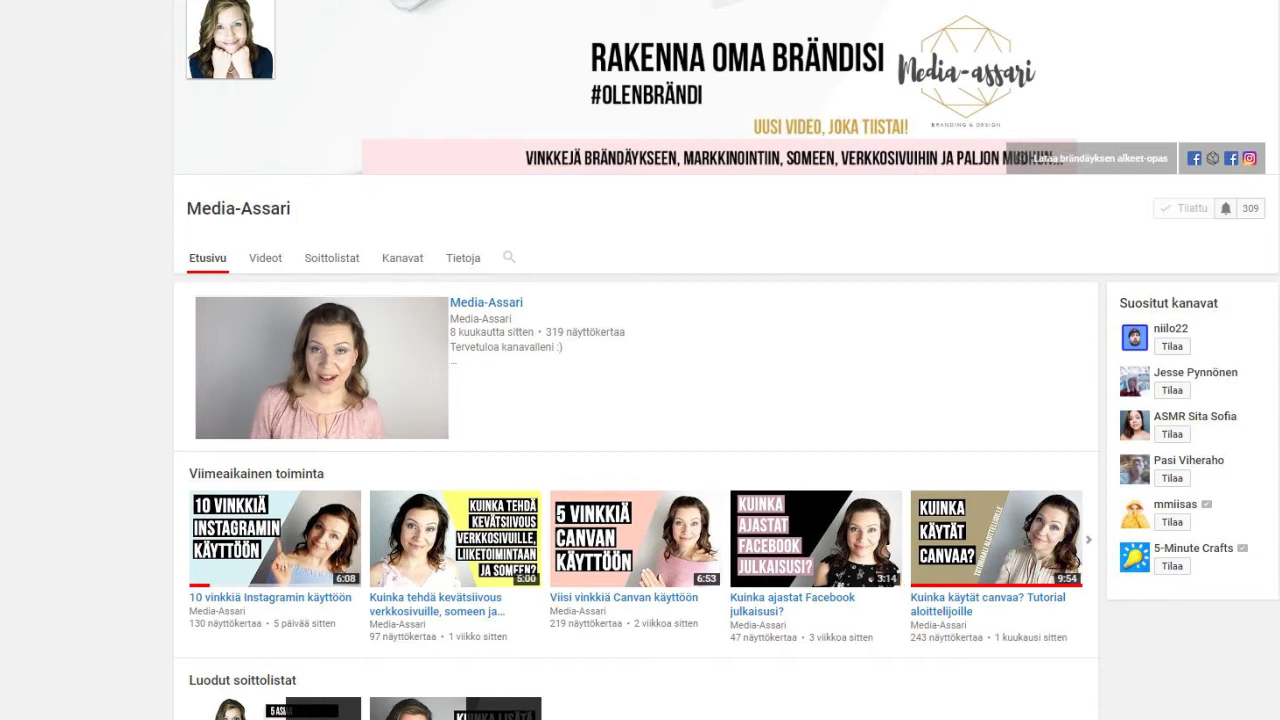 RAKENNA OMA BRÄNDISI
#OLENBRÄNDI
Media-assari
BRANDING & DESIGN
UUSI VIDEO, JOKA TIISTAI!
VINKKEJÄ BRÄNDÄYKSEEN, MARKKINOINTIIN, SOMEEN, VERKKOSIVUIHIN JA PALJON MUUHUN...
Lataa brändäyksen alkeet-opas
Media-Assari
Tilattu 309
Etusivu Videot Soittolistat Kanavat Tietoja
Media-Assari
Media-Assari
8 kuukautta sitten • 319 näyttökertaa
Tervetuloa kanavalleni :)
...
Suositut kanavat
niilo22
Tilaa
Jesse Pynnönen
Tilaa
ASMR Sita Sofia
Tilaa
Pasi Viheraho
Tilaa
mmiisas
Tilaa
5-Minute Crafts
Tilaa
Viimeaikainen toiminta
10 VINKKIÄ
INSTAGRAMIN
KÄYTTÖÖN
6:08
10 vinkkiä Instagramin käyttöön
Media-Assari
130 näyttökertaa • 5 päivää sitten
KUINKA TEHDÄ
KEVÄTSIIVOUS
VERKKOSIVUILLE,
LIIKETOIMINTAAN
JA SOMEEN?
5:00
Kuinka tehdä kevätsiivous
verkkosivuille, someen ja...
Media-Assari
97 näyttökertaa • 1 viikko sitten
5 VINKKIÄ
CANVAN
KÄYTTÖÖN
6:53
Viisi vinkkiä Canvan käyttöön
Media-Assari
219 näyttökertaa • 2 viikkoa sitten
KUINKA
AJASTAT
FACEBOOK
JULKAISUSI?
3:14
Kuinka ajastat Facebook
julkaisusi?
Media-Assari
47 näyttökertaa • 3 viikkoa sitten
KUINKA
KÄYTÄT
CANVAA?
TUTORIAALI ALOITTELIJOILLE
9:54
Kuinka käytät canvaa? Tutorial
aloittelijoille
Media-Assari
243 näyttökertaa • 1 kuukausi sitten
Luodut soittolistat
5 ASIAA
KUINKA LISÄTÄ